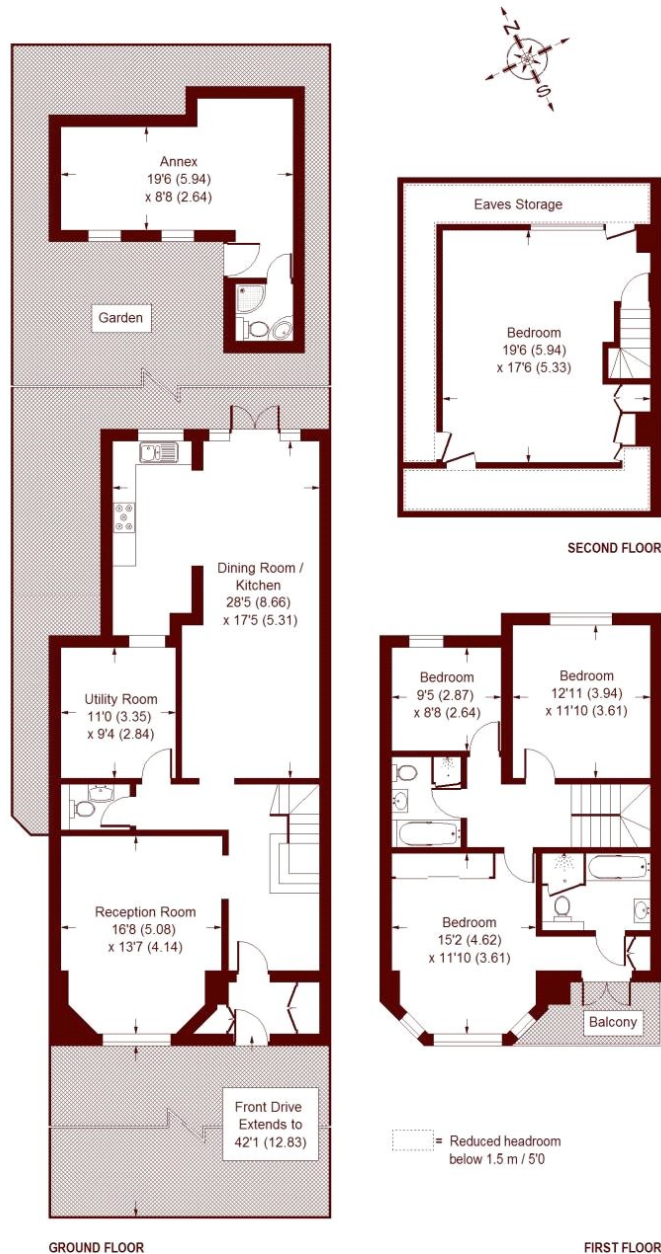 N
S
Annex
19'6 (5.94)
x 8'8 (2.64)
Garden
Eaves Storage
Bedroom
19'6 (5.94)
x 17'6 (5.33)
SECOND FLOOR
Dining Room /
Kitchen
28'5 (8.66)
x 17'5 (5.31)
Utility Room
11'0 (3.35)
x 9'4 (2.84)
Reception Room
16'8 (5.08)
x 13'7 (4.14)
Front Drive
Extends to
42'1 (12.83)
GROUND FLOOR
Bedroom
9'5 (2.87)
x 8'8 (2.64)
Bedroom
12'11 (3.94)
x 11'10 (3.61)
Bedroom
15'2 (4.62)
x 11'10 (3.61)
Balcony
= Reduced headroom
below 1.5 m / 5'0
FIRST FLOOR